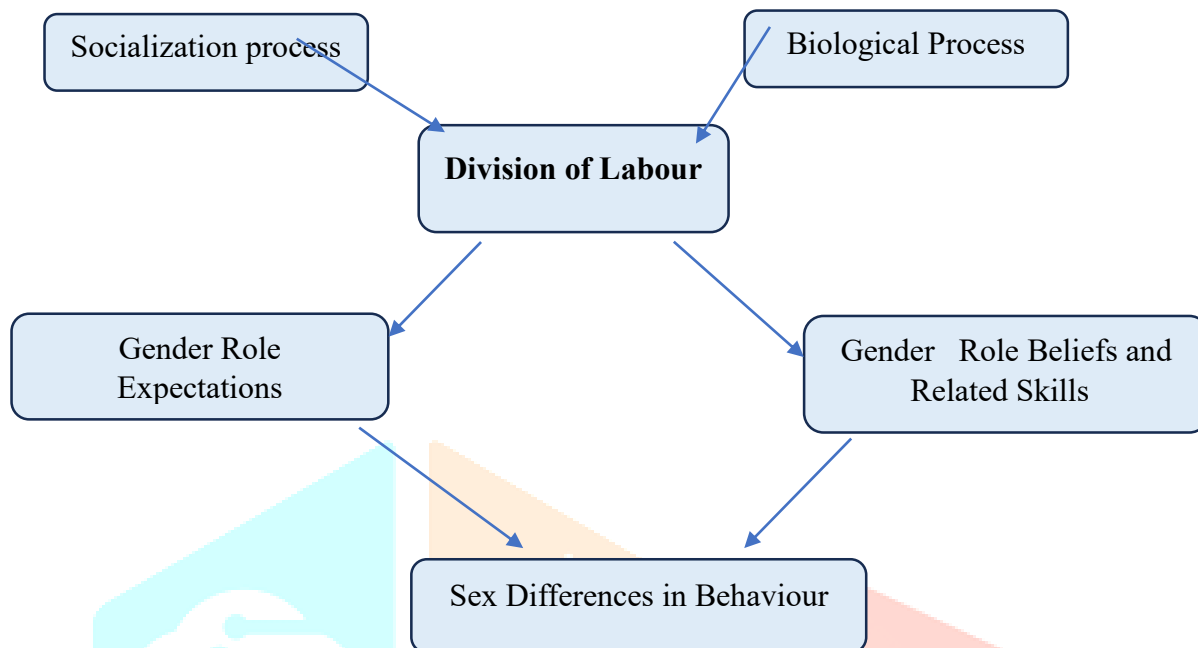 Socialization process
Biological Process
Division of Labour
Gender Role
Expectations
Gender Role Beliefs and
Related Skills
Sex Differences in Behaviour